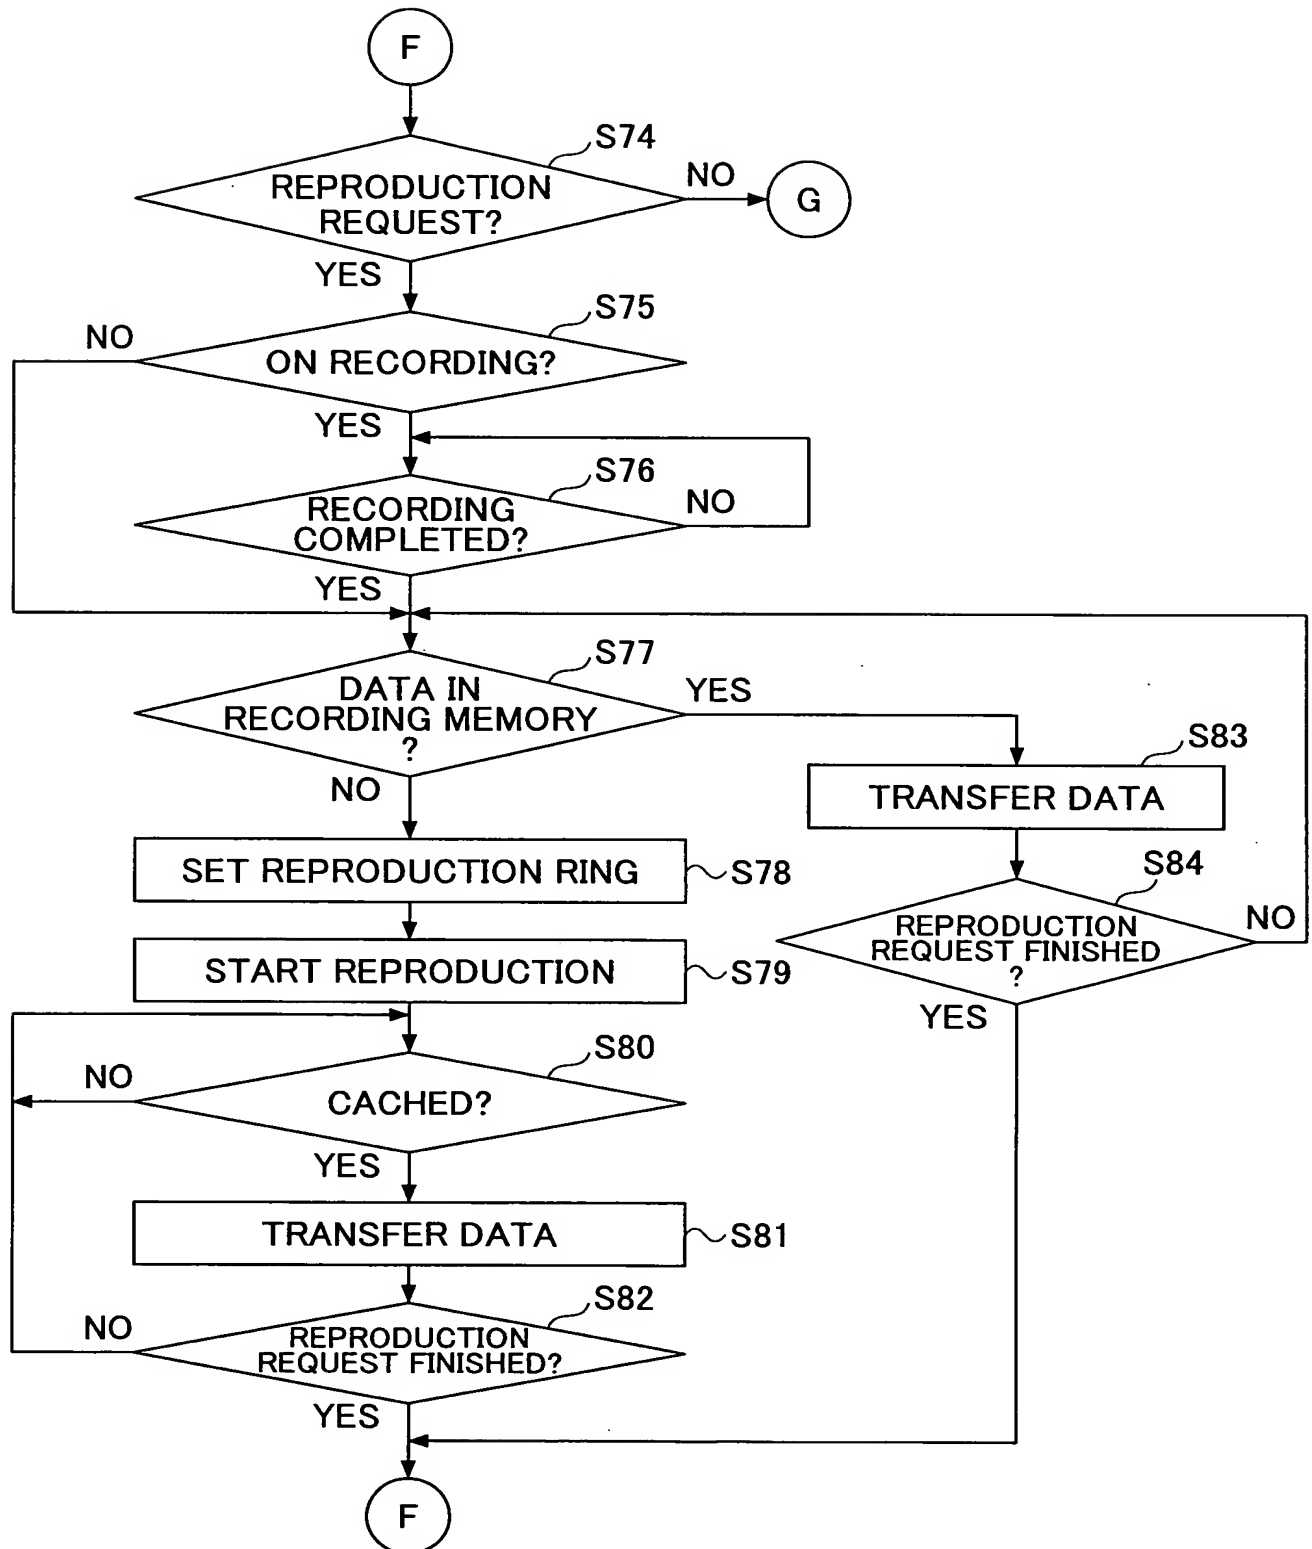 F
S74
REPRODUCTION
REQUEST?
NO
G
YES
S75
NO
ON RECORDING?
YES
S76
RECORDING
COMPLETED?
NO
YES
S77
DATA IN
RECORDING MEMORY
?
YES
NO
S83
TRANSFER DATA
SET REPRODUCTION RING
S78
S84
REPRODUCTION
REQUEST FINISHED
?
NO
YES
START REPRODUCTION
S79
S80
NO
CACHED?
YES
TRANSFER DATA
S81
S82
NO
REPRODUCTION
REQUEST FINISHED?
YES
F